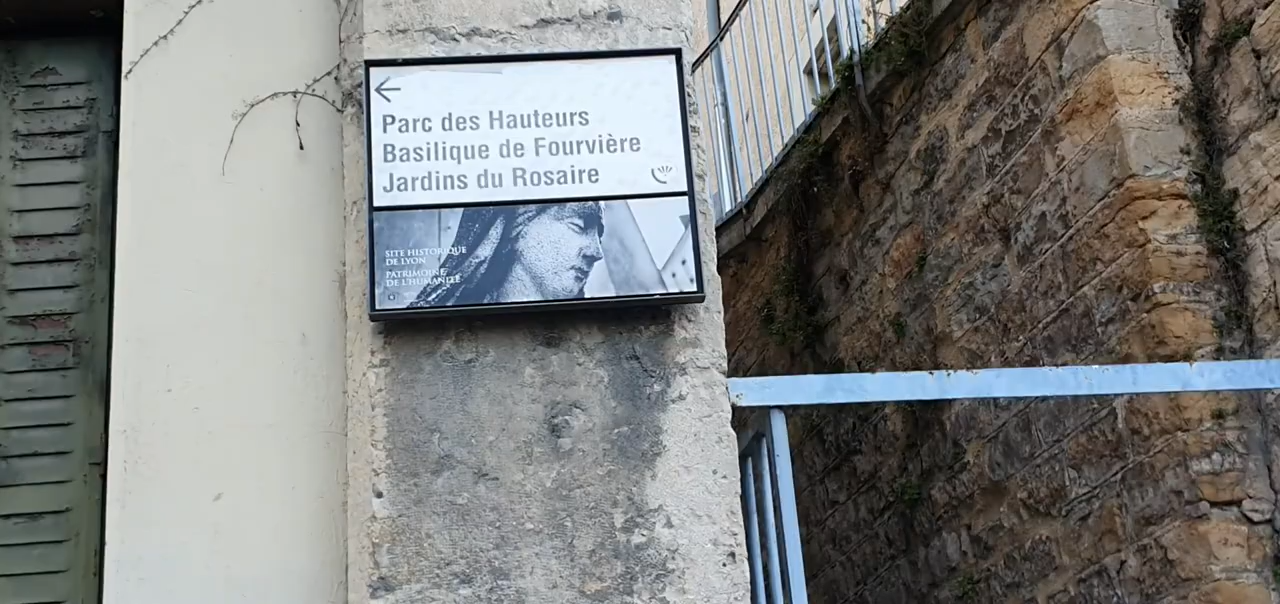 Parc des Hauteurs
Basilique de Fourvière
Jardins du Rosaire
SITE HISTORIQUE
DE LYON
PATRIMOINE
DE L'HUMANITÉ